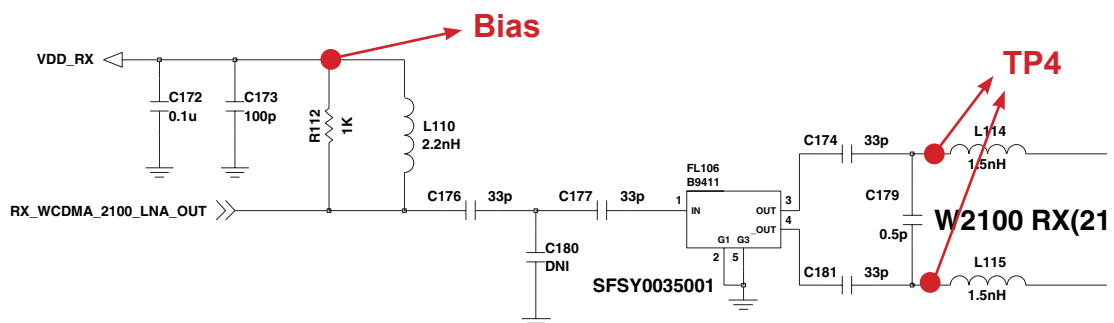 Bias
VDD_RX
TP4
C172
0.1u
C173
100p
R112
1K
L110
2.2nH
C174
33p
L114
1.5nH
FL106
B9411
C176
33p
C177
33p
1
IN
OUT
3
_OUT
4
C179
0.5p
RX_WCDMA_2100_LNA_OUT
W2100 RX(21
C180
DNI
G1
G3
2
5
C181
33p
L115
1.5nH
SFSY0035001